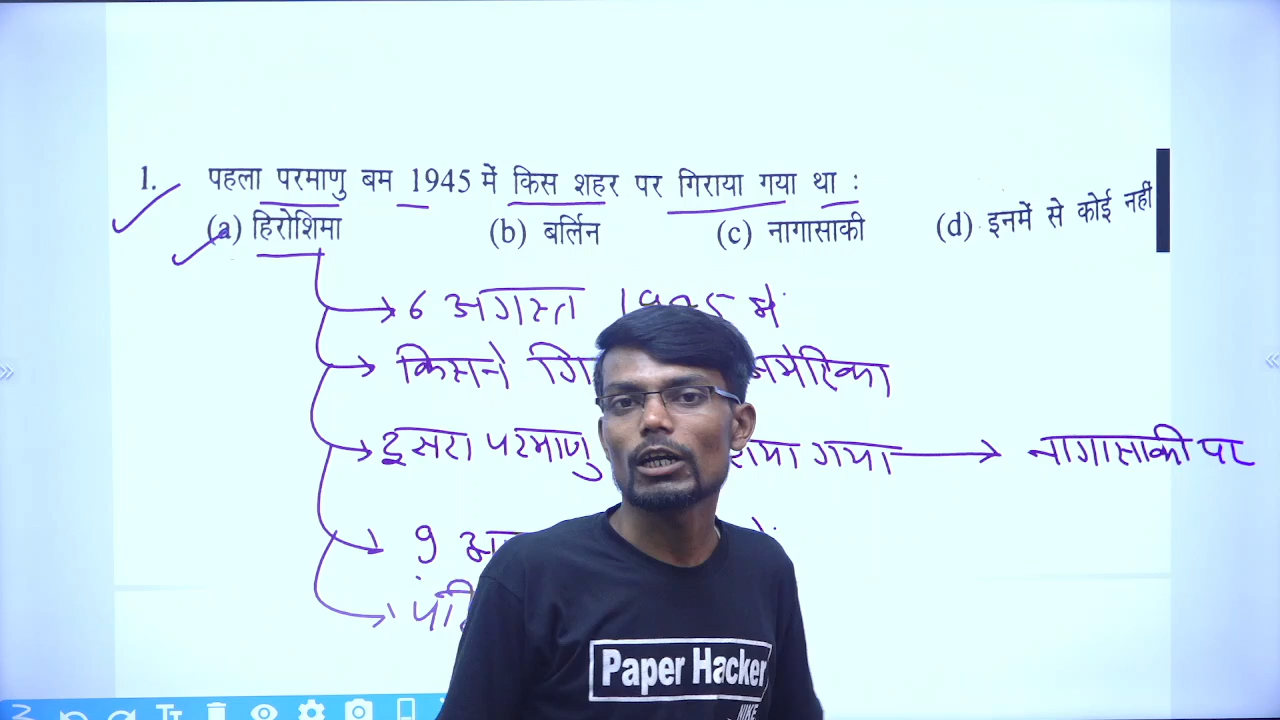 1. पहला परमाणु बम 1945 में किस शहर पर गिराया गया था :
(a) हिरोशिमा (b) बर्लिन (c) नागासाकी (d) इनमें से कोई नहीं
6 अगस्त में
किसने अमेरिका
दुसरा परमाणु गया → नागासाकी पर
9
Paper Hacker
NIKE